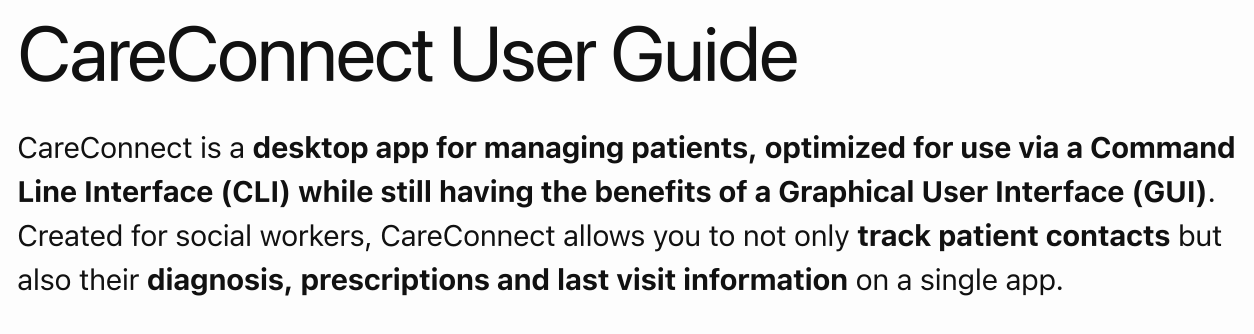 CareConnect User Guide
CareConnect is a desktop app for managing patients, optimized for use via a Command
Line Interface (CLI) while still having the benefits of a Graphical User Interface (GUI).
Created for social workers, CareConnect allows you to not only track patient contacts but
also their diagnosis, prescriptions and last visit information on a single app.